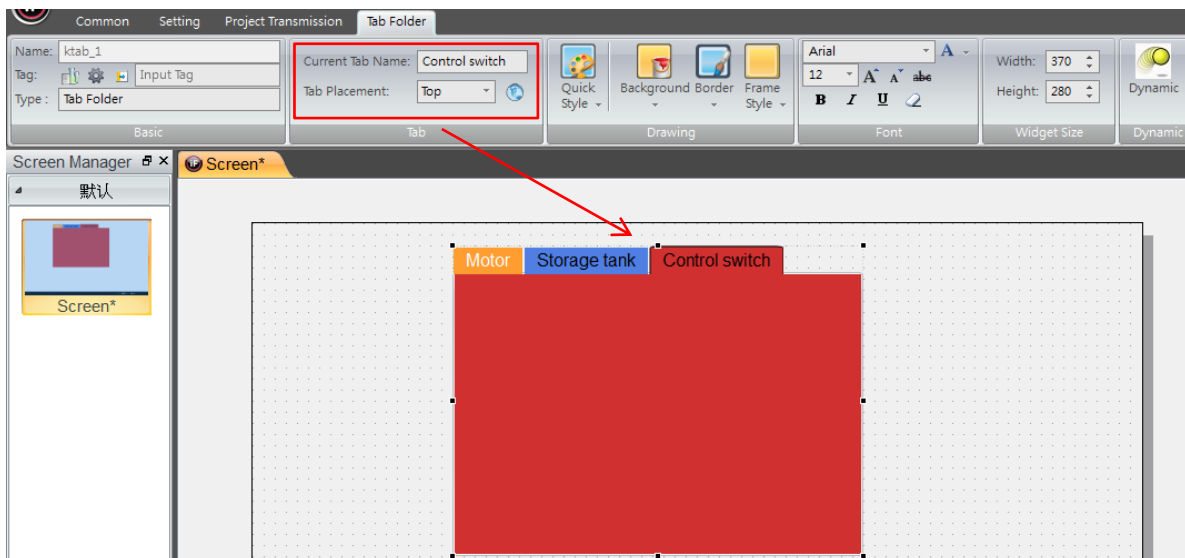 Common Setting Project Transmission Tab Folder
Name: ktab_1
Tag: Input Tag
Type : Tab Folder
Basic
Current Tab Name: Control switch
Tab Placement: Top
Tab
Quick Style
Background
Border
Frame Style
Drawing
Arial A
12 A A abc
B I U
Font
Width: 370
Height: 280
Widget Size
Dynamic
Dynamic
Screen Manager
Screen*
默认
Screen*
Motor Storage tank Control switch